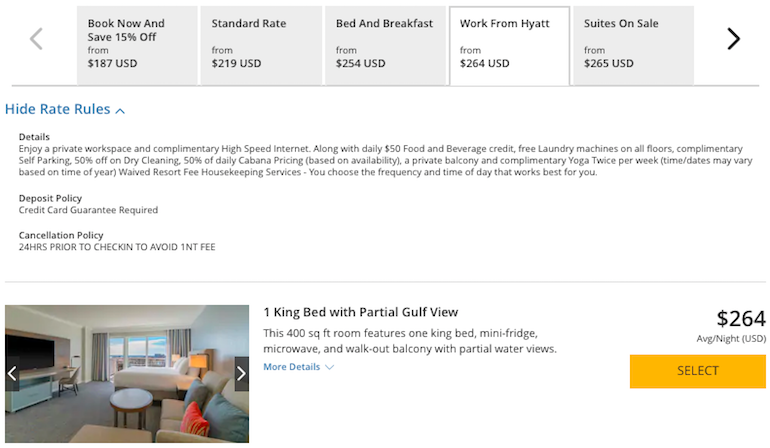 Book Now And
Save 15% Off
from
$187 USD
Standard Rate
from
$219 USD
Bed And Breakfast
from
$254 USD
Work From Hyatt
from
$264 USD
Suites On Sale
from
$265 USD
Hide Rate Rules
Details
Enjoy a private workspace and complimentary High Speed Internet. Along with daily $50 Food and Beverage credit, free Laundry machines on all floors, complimentary
Self Parking, 50% off on Dry Cleaning, 50% of daily Cabana Pricing (based on availability), a private balcony and complimentary Yoga Twice per week (time/dates may vary
based on time of year) Waived Resort Fee Housekeeping Services - You choose the frequency and time of day that works best for you.
Deposit Policy
Credit Card Guarantee Required
Cancellation Policy
24HRS PRIOR TO CHECKIN TO AVOID 1NT FEE
1 King Bed with Partial Gulf View
This 400 sq ft room features one king bed, mini-fridge,
microwave, and walk-out balcony with partial water views.
More Details
$264
Avg/Night (USD)
SELECT